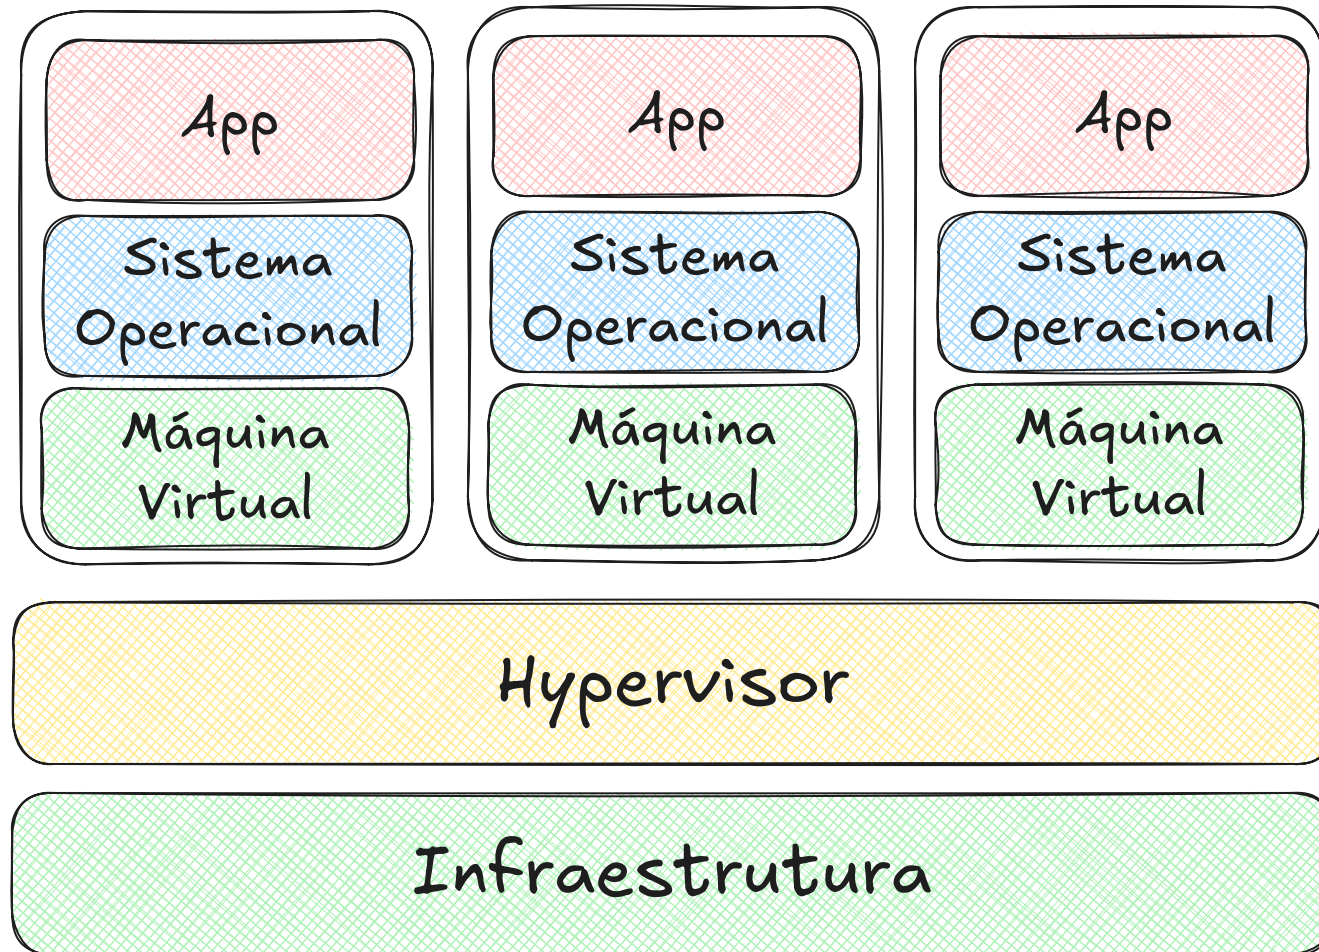 App
App
App
Sistema
Operacional
Sistema
Operacional
Sistema
Operacional
Máquina
Virtual
Máquina
Virtual
Máquina
Virtual
Hypervisor
Infraestrutura